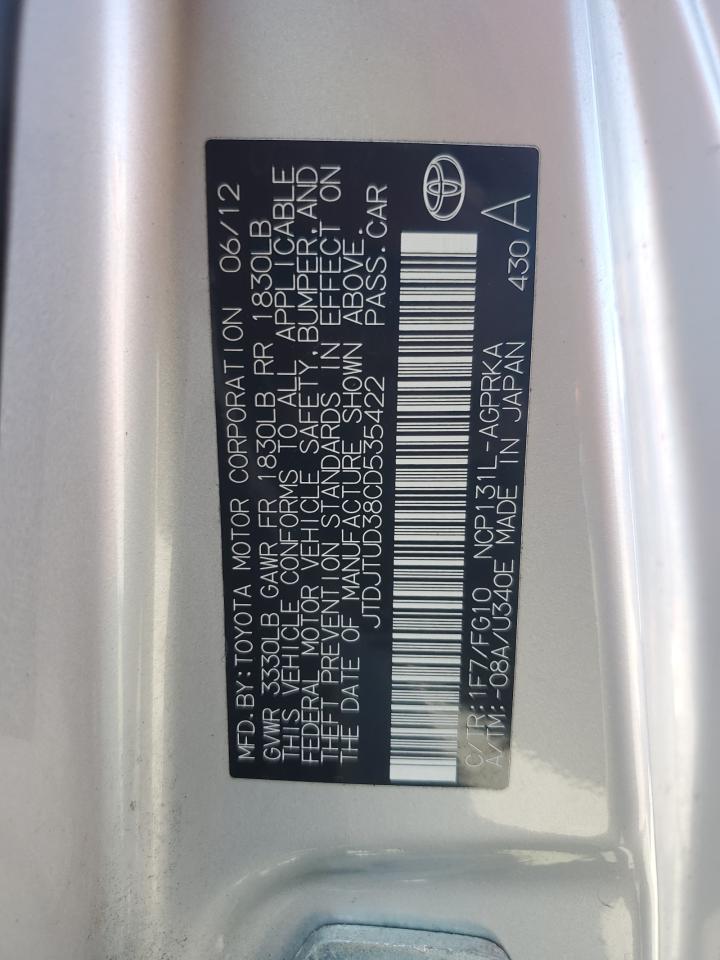 MFD. BY: TOYOTA MOTOR CORPORATION 06/12
GVWR 3330LB GAWR FR 1830LB RR 1830LB
THIS VEHICLE CONFORMS TO ALL APPLICABLE
FEDERAL MOTOR VEHICLE SAFETY, BUMPER, AND
THEFT PREVENTION STANDARDS IN EFFECT ON
THE DATE OF MANUFACTURE SHOWN ABOVE.
JTDJTUD38CD535422 PASS. CAR
C/TR: 1F7/FG10 NCP131L-AGPRKA 430
A/TM: -08A/U340E MADE IN JAPAN A